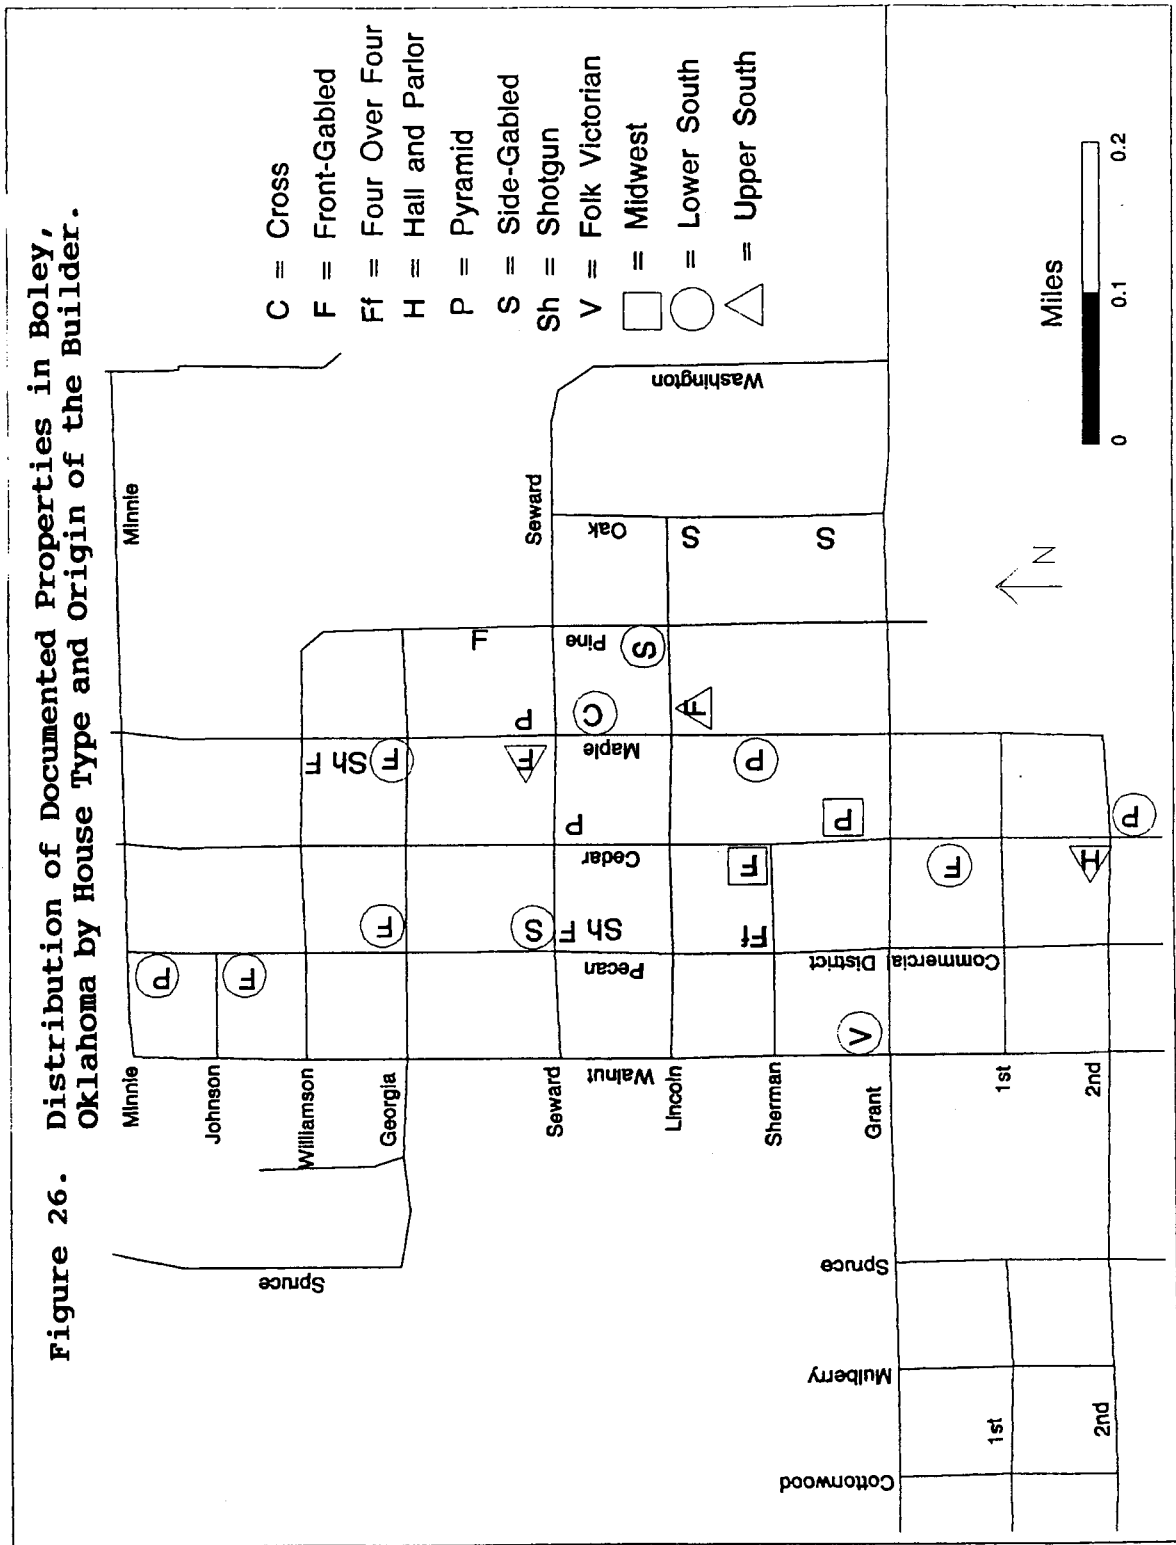 Figure 26. Distribution of Documented Properties in Boley,
Oklahoma by House Type and Origin of the Builder.
C = Cross
F = Front-Gabled
Ff = Four Over Four
H = Hall and Parlor
P = Pyramid
S = Side-Gabled
Sh = Shotgun
V = Folk Victorian
= Midwest
= Lower South
= Upper South
Miles
0 0.1 0.2
N
Minnie
Minnie
Johnson
Williamson
Georgia
Seward
Seward
Lincoln
Sherman
Grant
1st
2nd
1st
2nd
Spruce
Spruce
Mulberry
Cottonwood
Walnut
Pecan
Commercial District
Cedar
Maple
Pine
Oak
Washington
P
F
F
Sh F
F
F
S
F
P
F
F Sh
P
C
S
F
S
Ff
F
P
P
S
V
F
H
P